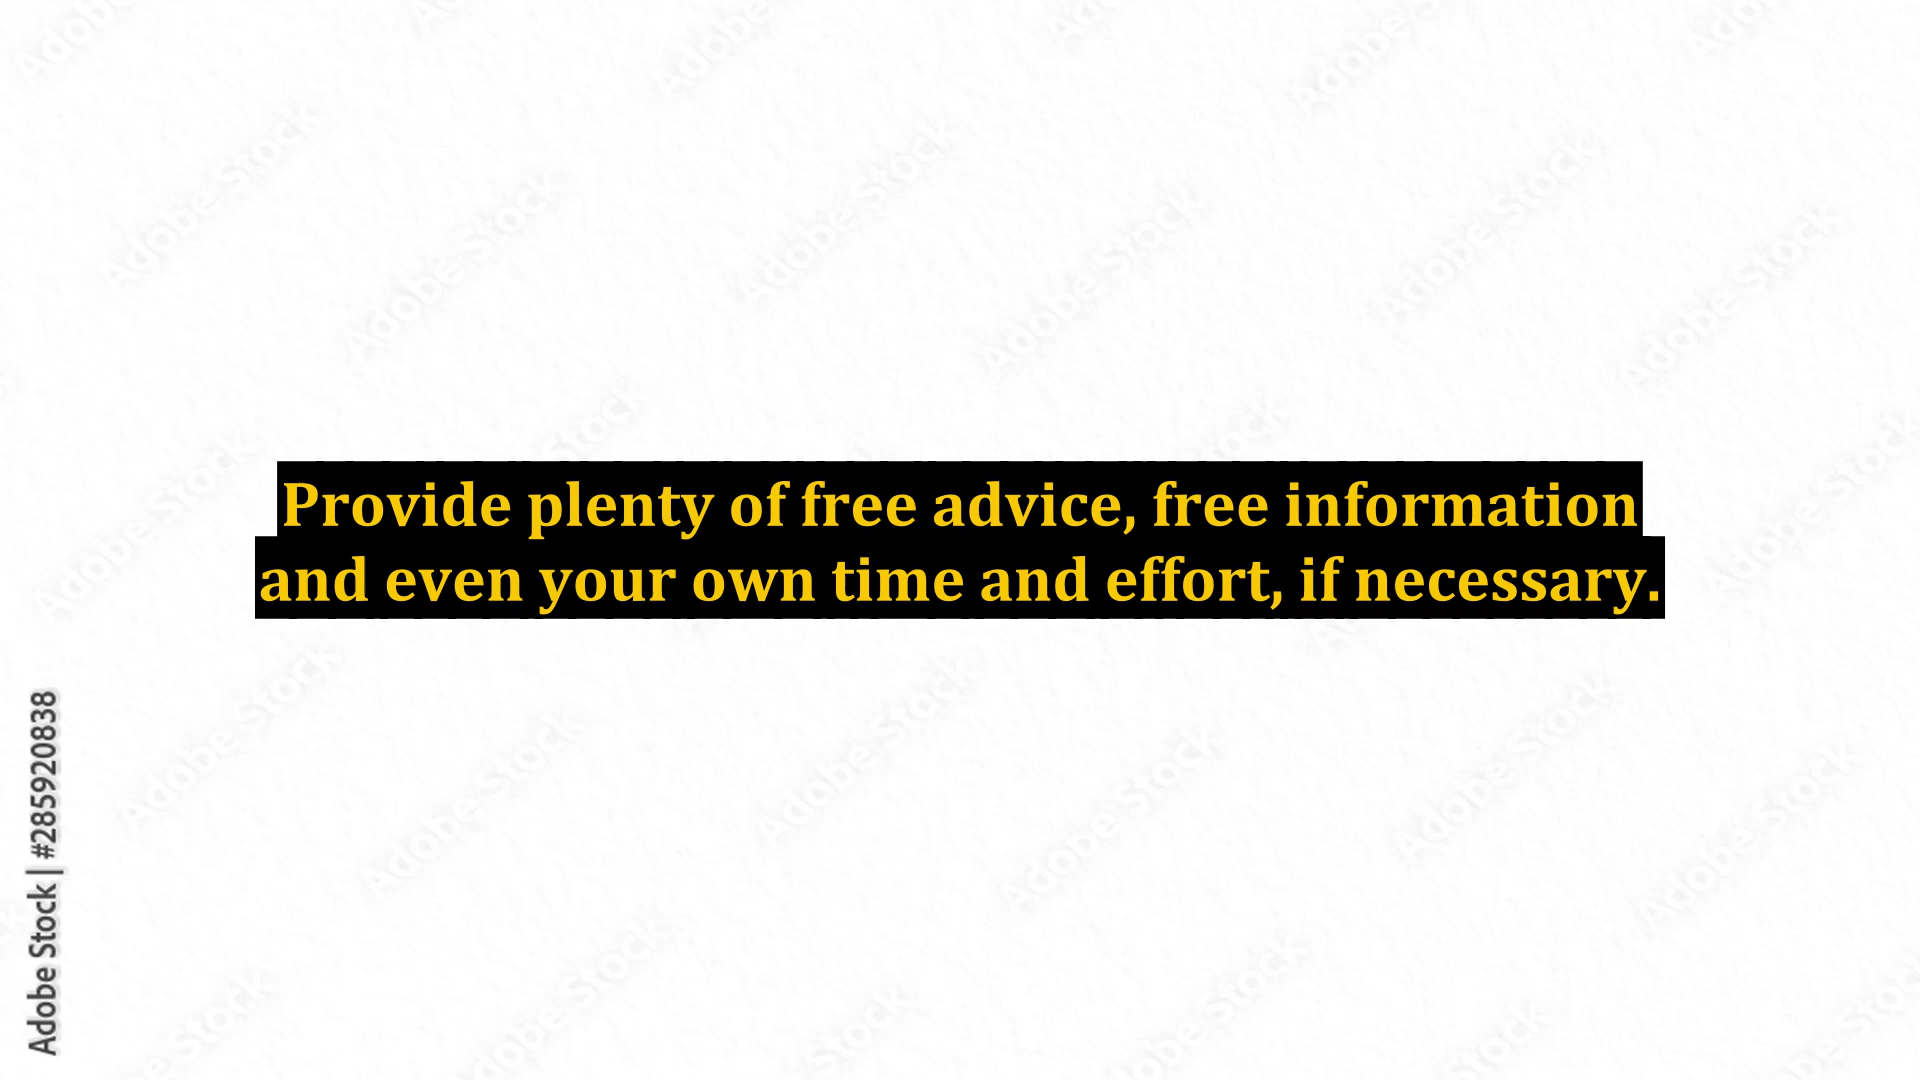 Provide plenty of free advice, free information
and even your own time and effort, if necessary.
Adobe Stock | #285920838